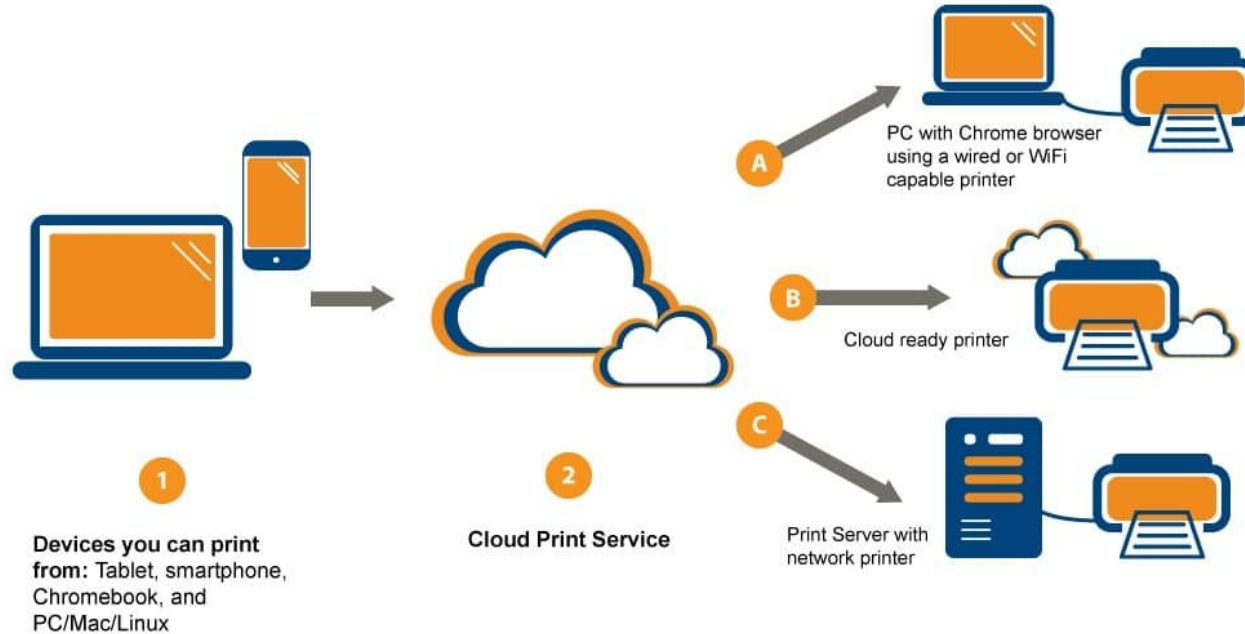 1
Devices you can print
from: Tablet, smartphone,
Chromebook, and
PC/Mac/Linux
2
Cloud Print Service
A
PC with Chrome browser
using a wired or WiFi
capable printer
B
Cloud ready printer
C
Print Server with
network printer